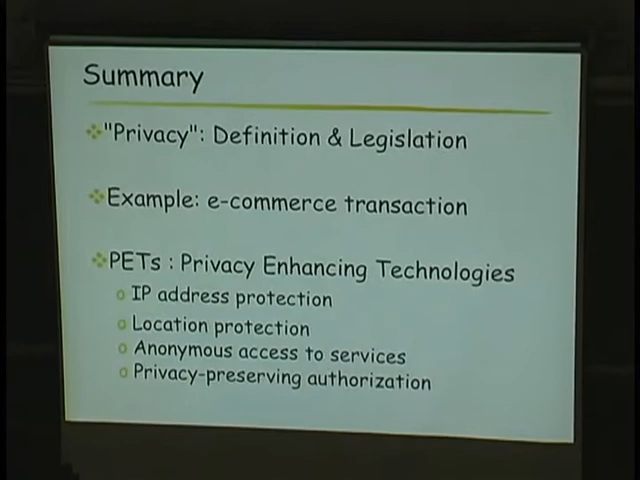 Summary
"Privacy": Definition & Legislation
Example: e-commerce transaction
PETs : Privacy Enhancing Technologies
o IP address protection
o Location protection
o Anonymous access to services
o Privacy-preserving authorization